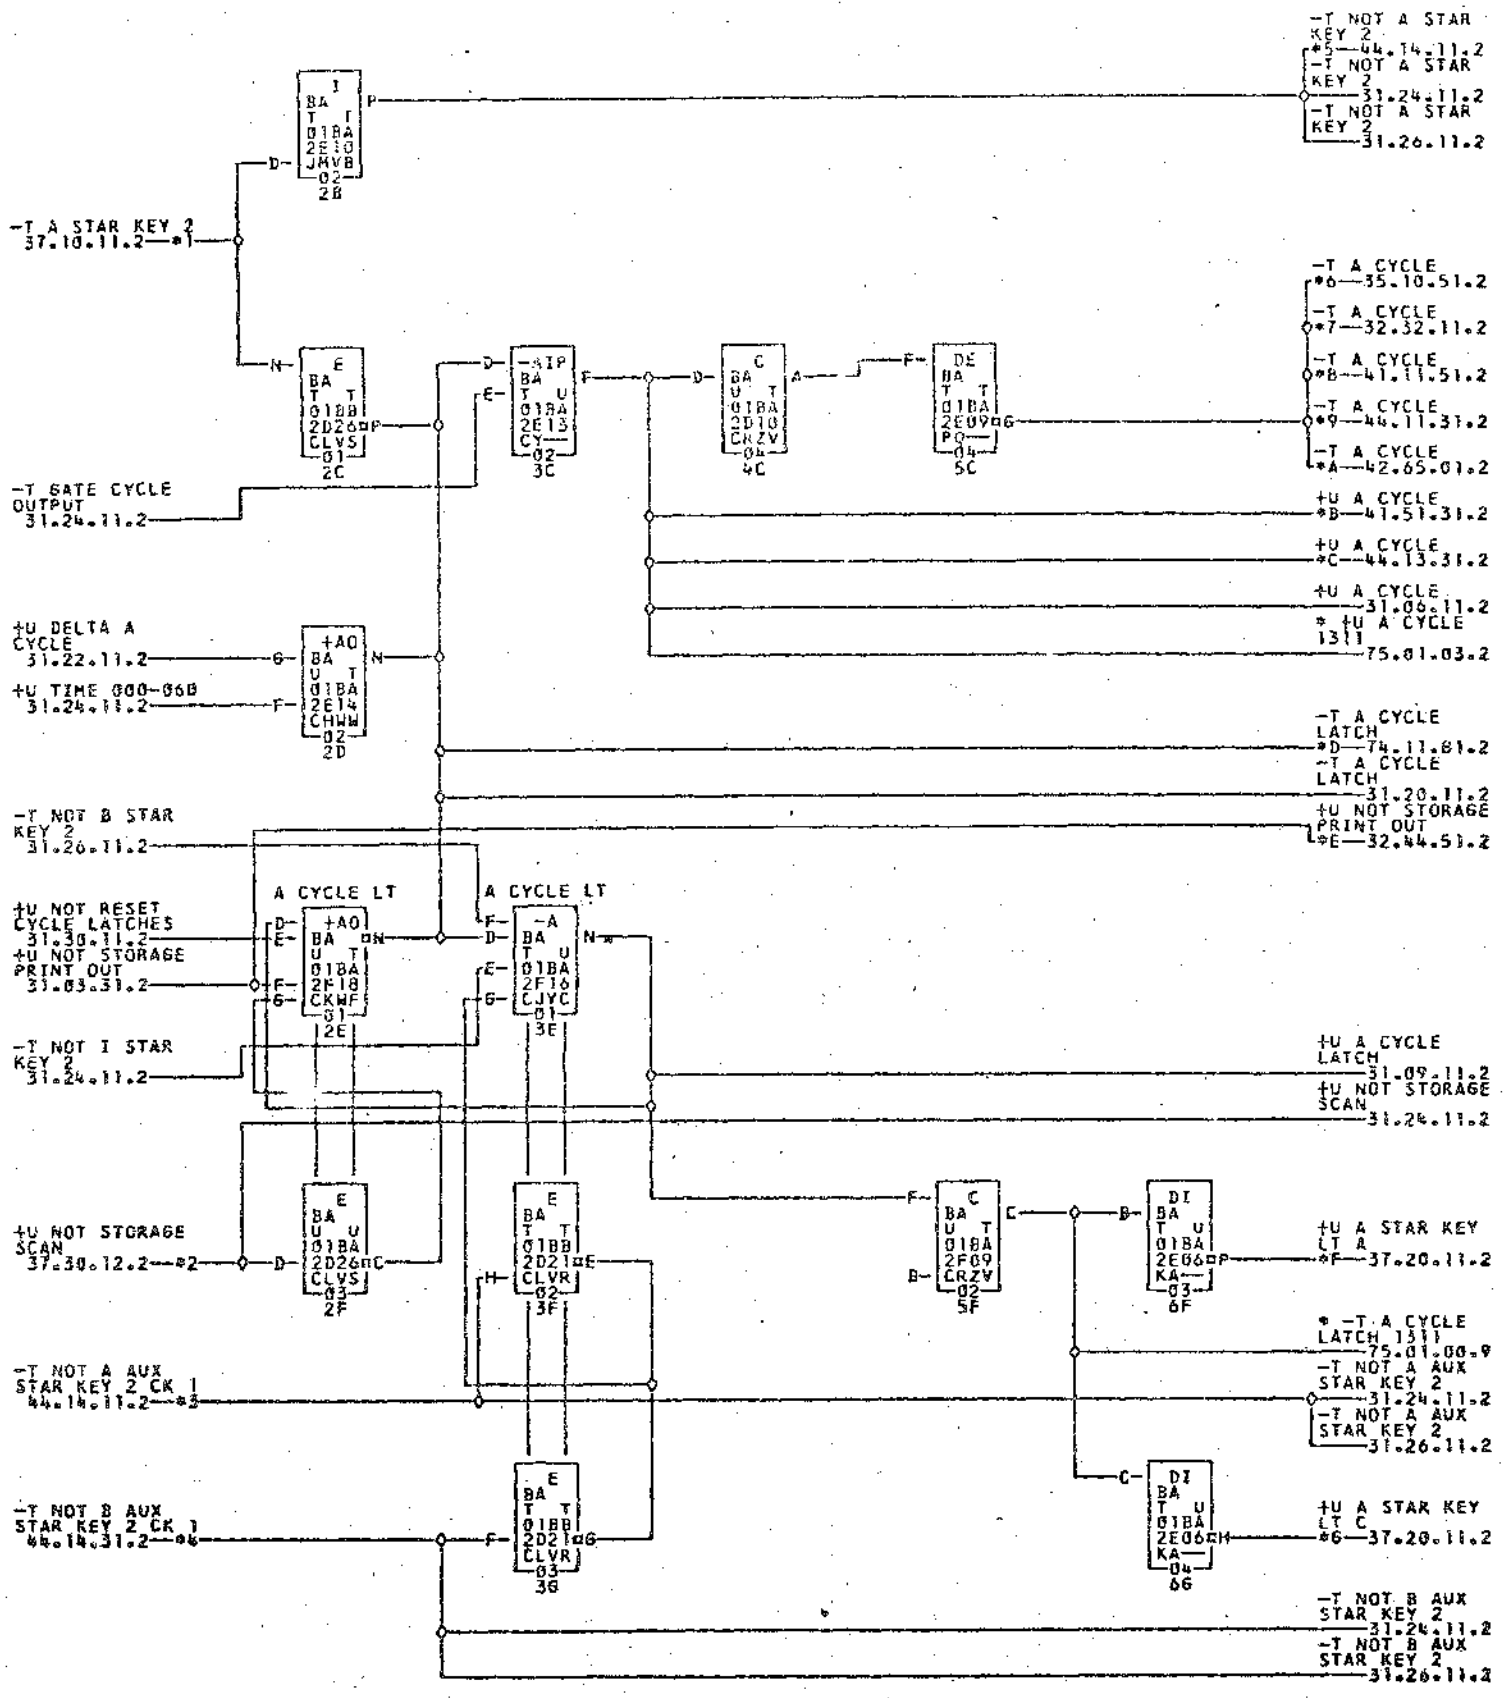 -T NOT A STAR
KEY 2
*5—44.14.11.2
-T NOT A STAR
KEY 2
31.24.11.2
-T NOT A STAR
KEY 2
31.26.11.2
I
BA P
T T
01BA
2E10
D- JMVB
02
2B
-T A STAR KEY 2
37.10.11.2—*1
-T A CYCLE
*6—35.10.51.2
-T A CYCLE
*7—32.32.11.2
-T A CYCLE
*8—41.11.51.2
-T A CYCLE
*9—44.11.31.2
-T A CYCLE
*A—42.65.01.2
N- E
BA
T T
01BB
2D26 P
CLVS
01
2C
D- -AIP
BA F
E- T U
01BA
2E13
CY—
02
3C
C
D- BA A
U T
01BA
2D10
CRZV
04
4C
F- DE
BA
T T
01BA
2E09 G
PQ—
04
5C
-T GATE CYCLE
OUTPUT
31.24.11.2
+U A CYCLE
*B—41.51.31.2
+U A CYCLE
*C—44.13.31.2
+U A CYCLE
31.06.11.2
* +U A CYCLE
1311
75.01.03.2
+U DELTA A
CYCLE
31.22.11.2
+U TIME 000-060
31.24.11.2
+AO
G- BA N
U T
01BA
F- 2E14
CHWW
02
2D
-T A CYCLE
LATCH
*D—74.11.81.2
-T A CYCLE
LATCH
31.20.11.2
+U NOT STORAGE
PRINT OUT
*E—32.44.51.2
-T NOT B STAR
KEY 2
31.26.11.2
A CYCLE LT A CYCLE LT
+U NOT RESET
CYCLE LATCHES
31.30.11.2
+U NOT STORAGE
PRINT OUT
31.03.31.2
D- +AO
E- BA N
U T
01BA
F- 2F18
G- CKWF
01
2E
F- -A
D- BA N
T U
E- 01BA
2F16
G- CJYC
01
3E
-T NOT I STAR
KEY 2
31.24.11.2
+U A CYCLE
LATCH
31.09.11.2
+U NOT STORAGE
SCAN
31.24.11.2
+U NOT STORAGE
SCAN
37.30.12.2—*2
E
BA
U U
01BA
D- 2D26 C
CLVS
03
2F
E
BA
T T
01BB
2D21 E
H- CLVR
02
3F
F- C
BA C
U T
01BA
2F09
B- CRZV
02
5F
DI
B- BA
T U
01BA
2E06 P
KA—
03
6F
+U A STAR KEY
LT A
*F—37.20.11.2
* -T A CYCLE
LATCH 1311
75.01.00.9
-T NOT A AUX
STAR KEY 2
31.24.11.2
-T NOT A AUX
STAR KEY 2
31.26.11.2
-T NOT A AUX
STAR KEY 2 CK 1
44.14.11.2—*3
-T NOT B AUX
STAR KEY 2 CK 1
44.14.31.2—*4
E
BA
T T
01BB
F- 2D21 G
CLVR
03
3G
C- DI
BA
T U
01BA
2E06 H
KA—
04
6G
+U A STAR KEY
LT C
*G—37.20.11.2
-T NOT B AUX
STAR KEY 2
31.24.11.2
-T NOT B AUX
STAR KEY 2
31.26.11.2